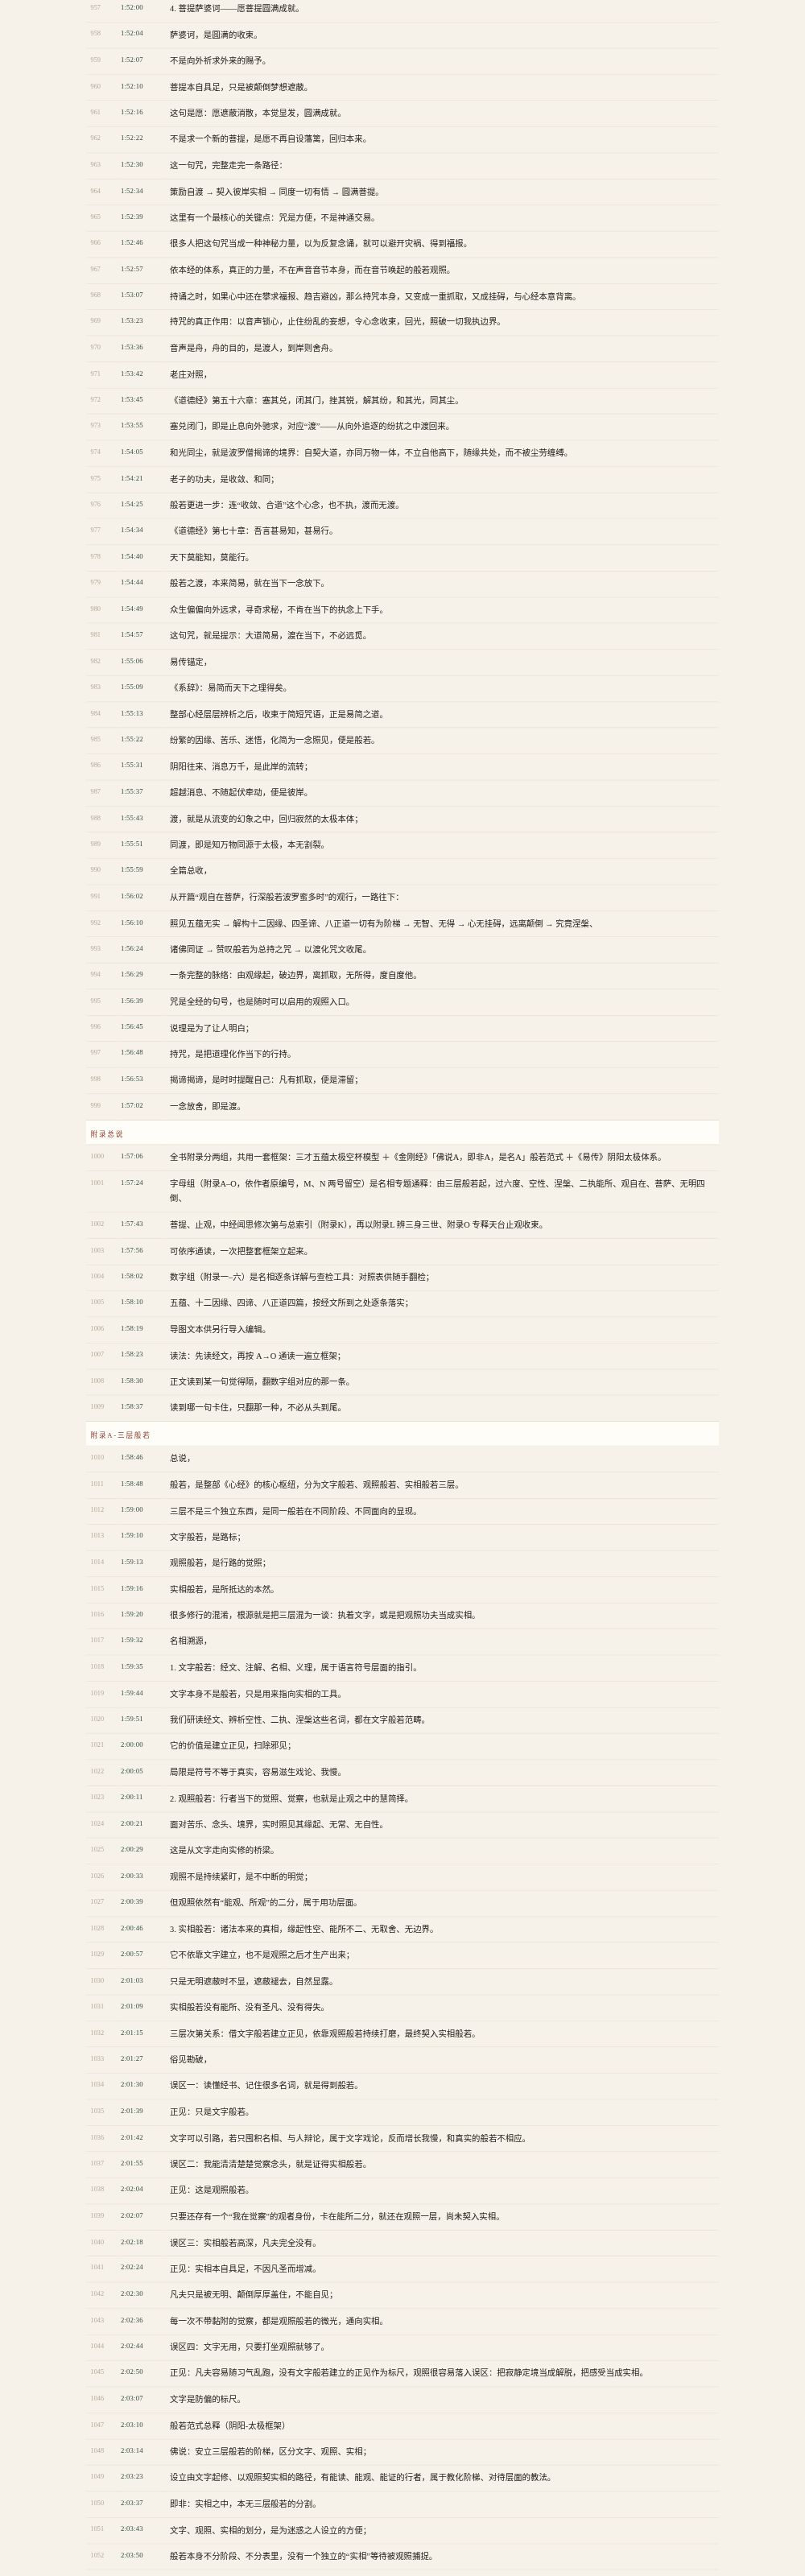 957 1:52:00 4. 菩提萨婆诃——愿菩提圆满成就。
958 1:52:04 萨婆诃，是圆满的收束。
959 1:52:07 不是向外祈求外来的赐予。
960 1:52:10 菩提本自具足，只是被颠倒梦想遮蔽。
961 1:52:16 这句是愿：愿遮蔽消散，本觉显发，圆满成就。
962 1:52:22 不是求一个新的菩提，是愿不再自设藩篱，回归本来。
963 1:52:30 这一句咒，完整走完一条路径：
964 1:52:34 策励自渡 → 契入彼岸实相 → 同度一切有情 → 圆满菩提。
965 1:52:39 这里有一个最核心的关键点：咒是方便，不是神通交易。
966 1:52:46 很多人把这句咒当成一种神秘力量，以为反复念诵，就可以避开灾祸、得到福报。
967 1:52:57 依本经的体系，真正的力量，不在声音音节本身，而在音节唤起的般若观照。
968 1:53:07 持诵之时，如果心中还在攀求福报、趋吉避凶，那么持咒本身，又变成一重抓取，又成挂碍，与心经本意背离。
969 1:53:23 持咒的真正作用：以音声锁心，止住纷乱的妄想，令心念收束，回光，照破一切我执边界。
970 1:53:36 音声是舟，舟的目的，是渡人，到岸则舍舟。
971 1:53:42 老庄对照，
972 1:53:45 《道德经》第五十六章：塞其兑，闭其门，挫其锐，解其纷，和其光，同其尘。
973 1:53:55 塞兑闭门，即是止息向外驰求，对应“渡”——从向外追逐的纷扰之中渡回来。
974 1:54:05 和光同尘，就是波罗僧揭谛的境界：自契大道，亦同万物一体，不立自他高下，随缘共处，而不被尘劳缠缚。
975 1:54:21 老子的功夫，是收敛、和同；
976 1:54:25 般若更进一步：连“收敛、合道”这个心念，也不执，渡而无渡。
977 1:54:34 《道德经》第七十章：吾言甚易知，甚易行。
978 1:54:40 天下莫能知，莫能行。
979 1:54:44 般若之渡，本来简易，就在当下一念放下。
980 1:54:49 众生偏偏向外远求，寻奇求秘，不肯在当下的执念上下手。
981 1:54:57 这句咒，就是提示：大道简易，渡在当下，不必远觅。
982 1:55:06 易传锚定，
983 1:55:09 《系辞》：易简而天下之理得矣。
984 1:55:13 整部心经层层辨析之后，收束于简短咒语，正是易简之道。
985 1:55:22 纷繁的因缘、苦乐、迷悟，化简为一念照见，便是般若。
986 1:55:31 阴阳往来、消息万千，是此岸的流转；
987 1:55:37 超越消息、不随起伏牵动，便是彼岸。
988 1:55:43 渡，就是从流变的幻象之中，回归寂然的太极本体；
989 1:55:51 同渡，即是知万物同源于太极，本无割裂。
990 1:55:59 全篇总收，
991 1:56:02 从开篇“观自在菩萨，行深般若波罗蜜多时”的观行，一路往下：
992 1:56:10 照见五蕴无实 → 解构十二因缘、四圣谛、八正道一切有为阶梯 → 无智、无得 → 心无挂碍，远离颠倒 → 究竟涅槃、
993 1:56:24 诸佛同证 → 赞叹般若为总持之咒 → 以渡化咒文收尾。
994 1:56:29 一条完整的脉络：由观缘起，破边界，离抓取，无所得，度自度他。
995 1:56:39 咒是全经的句号，也是随时可以启用的观照入口。
996 1:56:45 说理是为了让人明白；
997 1:56:48 持咒，是把道理化作当下的行持。
998 1:56:53 揭谛揭谛，是时时提醒自己：凡有抓取，便是滞留；
999 1:57:02 一念放舍，即是渡。
附录总说
1000 1:57:06 全书附录分两组，共用一套框架：三才五蕴太极空杯模型 ＋《金刚经》「佛说A，即非A，是名A」般若范式 ＋《易传》阴阳太极体系。
1001 1:57:24 字母组（附录A–O，依作者原编号，M、N 两号留空）是名相专题通释：由三层般若起，过六度、空性、涅槃、二执能所、观自在、菩萨、无明四
倒、
1002 1:57:43 菩提、止观，中经闻思修次第与总索引（附录K），再以附录L 辨三身三世、附录O 专释天台止观收束。
1003 1:57:56 可依序通读，一次把整套框架立起来。
1004 1:58:02 数字组（附录一–六）是名相逐条详解与查检工具：对照表供随手翻检；
1005 1:58:10 五蕴、十二因缘、四谛、八正道四篇，按经文所到之处逐条落实；
1006 1:58:19 导图文本供另行导入编辑。
1007 1:58:23 读法：先读经文，再按 A→O 通读一遍立框架；
1008 1:58:30 正文读到某一句觉得隔，翻数字组对应的那一条。
1009 1:58:37 读到哪一句卡住，只翻那一种，不必从头到尾。
附录A-三层般若
1010 1:58:46 总说，
1011 1:58:48 般若，是整部《心经》的核心枢纽，分为文字般若、观照般若、实相般若三层。
1012 1:59:00 三层不是三个独立东西，是同一般若在不同阶段、不同面向的显现。
1013 1:59:10 文字般若，是路标；
1014 1:59:13 观照般若，是行路的觉照；
1015 1:59:16 实相般若，是所抵达的本然。
1016 1:59:20 很多修行的混淆，根源就是把三层混为一谈：执着文字，或是把观照功夫当成实相。
1017 1:59:32 名相溯源，
1018 1:59:35 1. 文字般若：经文、注解、名相、义理，属于语言符号层面的指引。
1019 1:59:44 文字本身不是般若，只是用来指向实相的工具。
1020 1:59:51 我们研读经文、辨析空性、二执、涅槃这些名词，都在文字般若范畴。
1021 2:00:00 它的价值是建立正见，扫除邪见；
1022 2:00:05 局限是符号不等于真实，容易滋生戏论、我慢。
1023 2:00:11 2. 观照般若：行者当下的觉照、觉察，也就是止观之中的慧简择。
1024 2:00:21 面对苦乐、念头、境界，实时照见其缘起、无常、无自性。
1025 2:00:29 这是从文字走向实修的桥梁。
1026 2:00:33 观照不是持续紧盯，是不中断的明觉；
1027 2:00:39 但观照依然有“能观、所观”的二分，属于用功层面。
1028 2:00:46 3. 实相般若：诸法本来的真相，缘起性空、能所不二、无取舍、无边界。
1029 2:00:57 它不依靠文字建立，也不是观照之后才生产出来；
1030 2:01:03 只是无明遮蔽时不显，遮蔽褪去，自然显露。
1031 2:01:09 实相般若没有能所、没有圣凡、没有得失。
1032 2:01:15 三层次第关系：借文字般若建立正见，依靠观照般若持续打磨，最终契入实相般若。
1033 2:01:27 俗见勘破，
1034 2:01:30 误区一：读懂经书、记住很多名词，就是得到般若。
1035 2:01:39 正见：只是文字般若。
1036 2:01:42 文字可以引路，若只囤积名相、与人辩论，属于文字戏论，反而增长我慢，和真实的般若不相应。
1037 2:01:55 误区二：我能清清楚楚觉察念头，就是证得实相般若。
1038 2:02:04 正见：这是观照般若。
1039 2:02:07 只要还存有一个“我在觉察”的观者身份，卡在能所二分，就还在观照一层，尚未契入实相。
1040 2:02:18 误区三：实相般若高深，凡夫完全没有。
1041 2:02:24 正见：实相本自具足，不因凡圣而增减。
1042 2:02:30 凡夫只是被无明、颠倒厚厚盖住，不能自见；
1043 2:02:36 每一次不带黏附的觉察，都是观照般若的微光，通向实相。
1044 2:02:44 误区四：文字无用，只要打坐观照就够了。
1045 2:02:50 正见：凡夫容易随习气乱跑，没有文字般若建立的正见作为标尺，观照很容易落入误区：把寂静定境当成解脱，把感受当成实相。
1046 2:03:07 文字是防偏的标尺。
1047 2:03:10 般若范式总释（阴阳-太极框架）
1048 2:03:14 佛说：安立三层般若的阶梯，区分文字、观照、实相；
1049 2:03:23 设立由文字起修、以观照契实相的路径，有能读、能观、能证的行者，属于教化阶梯、对待层面的教法。
1050 2:03:37 即非：实相之中，本无三层般若的分割。
1051 2:03:43 文字、观照、实相的划分，是为迷惑之人设立的方便；
1052 2:03:50 般若本身不分阶段、不分表里，没有一个独立的“实相”等待被观照捕捉。